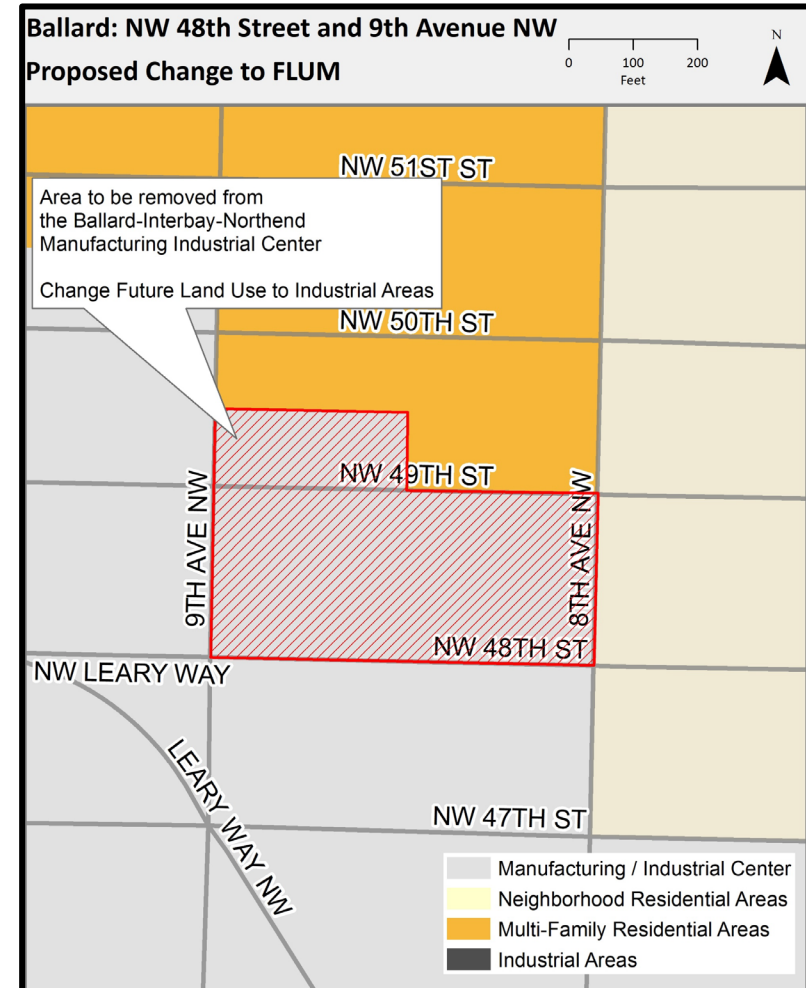 Ballard: NW 48th Street and 9th Avenue NW
Proposed Change to FLUM
0 100 200
Feet
N
NW 51ST ST
Area to be removed from
the Ballard-Interbay-Northend
Manufacturing Industrial Center
Change Future Land Use to Industrial Areas
NW 50TH ST
NW 49TH ST
9TH AVE NW
8TH AVE NW
NW 48TH ST
NW LEARY WAY
LEARY WAY NW
NW 47TH ST
Manufacturing / Industrial Center
Neighborhood Residential Areas
Multi-Family Residential Areas
Industrial Areas